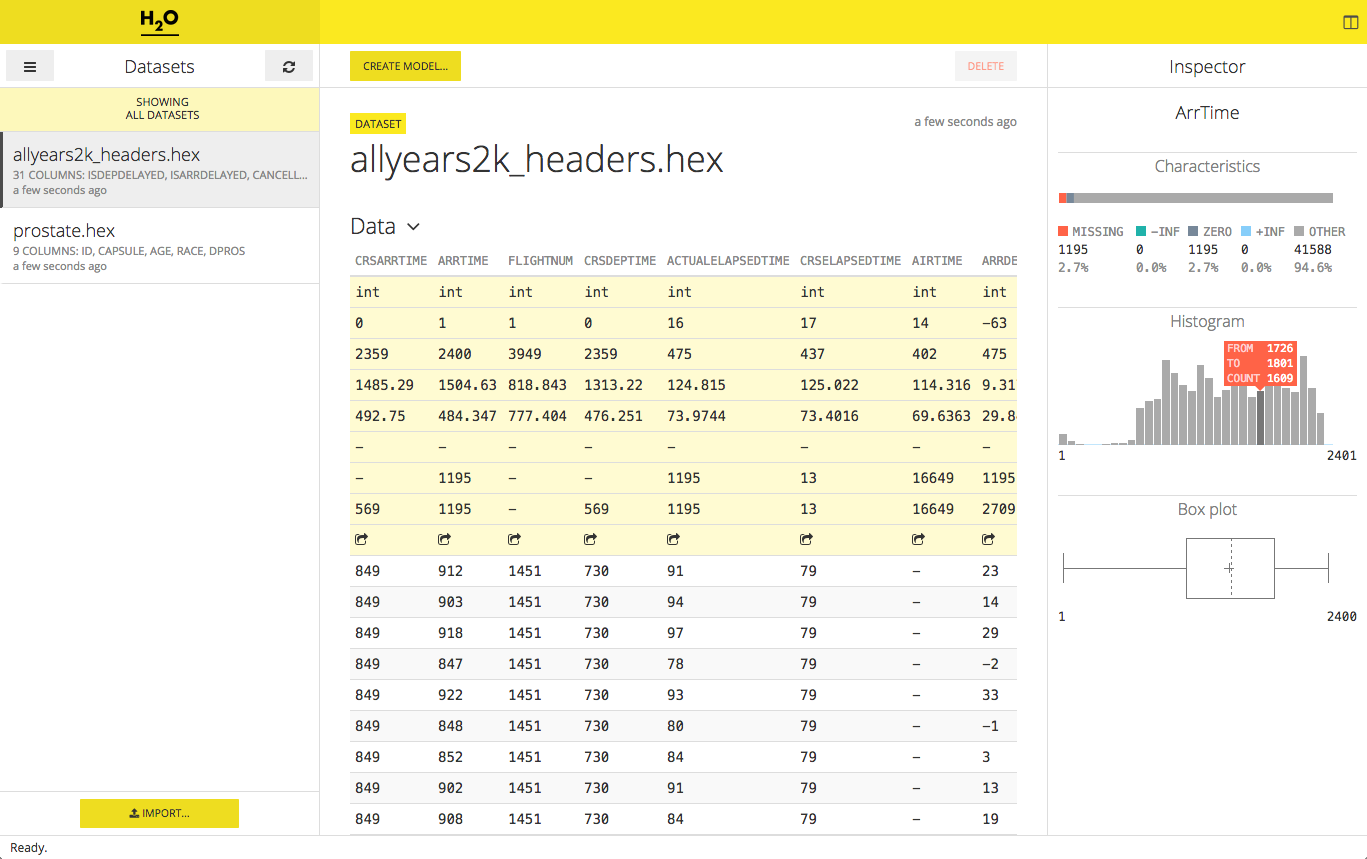 H2O
Datasets
SHOWING
ALL DATASETS
allyears2k_headers.hex
31 COLUMNS: ISDEPDELAYED, ISARRDELAYED, CANCELL...
a few seconds ago
prostate.hex
9 COLUMNS: ID, CAPSULE, AGE, RACE, DPROS
a few seconds ago
IMPORT...
Ready.
CREATE MODEL...
DELETE
DATASET
a few seconds ago
allyears2k_headers.hex
Data
CRSARRTIME ARRTIME FLIGHTNUM CRSDEPTIME ACTUALELAPSEDTIME CRSELAPSEDTIME AIRTIME ARRDE
int int int int int int int int
0 1 1 0 16 17 14 −63
2359 2400 3949 2359 475 437 402 475
1485.29 1504.63 818.843 1313.22 124.815 125.022 114.316 9.31
492.75 484.347 777.404 476.251 73.9744 73.4016 69.6363 29.8
– – – – – – – –
– 1195 – – 1195 13 16649 1195
569 1195 – 569 1195 13 16649 2709
849 912 1451 730 91 79 – 23
849 903 1451 730 94 79 – 14
849 918 1451 730 97 79 – 29
849 847 1451 730 78 79 – −2
849 922 1451 730 93 79 – 33
849 848 1451 730 80 79 – −1
849 852 1451 730 84 79 – 3
849 902 1451 730 91 79 – 13
849 908 1451 730 84 79 – 19
Inspector
ArrTime
Characteristics
MISSING −INF ZERO +INF OTHER
1195 0 1195 0 41588
2.7% 0.0% 2.7% 0.0% 94.6%
Histogram
FROM 1726
TO 1801
COUNT 1609
1 2401
Box plot
1 2400